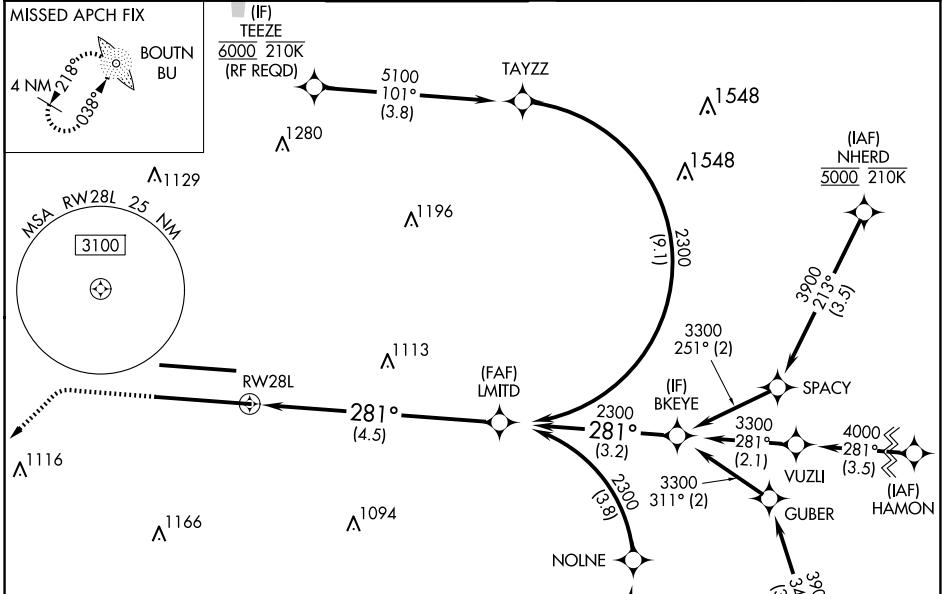 MISSED APCH FIX
BOUTN
BU
4 NM
218°
038°
(IF)
TEEZE
6000 210K
(RF REQD)
5100
101°
(3.8)
TAYZZ
1548
1548
1280
1129
1196
MSA RW28L 25 NM
3100
2300
(9.1)
(IAF)
NHERD
5000 210K
3900
213°
(3.5)
3300
251° (2)
SPACY
1113
RW28L
281°
(4.5)
(FAF)
LMITD
2300
281°
(3.2)
(IF)
BKEYE
3300
281°
(2.1)
VUZLI
4000
281°
(3.5)
(IAF)
HAMON
3300
311° (2)
GUBER
1116
1166
1094
2300
(3.8)
NOLNE